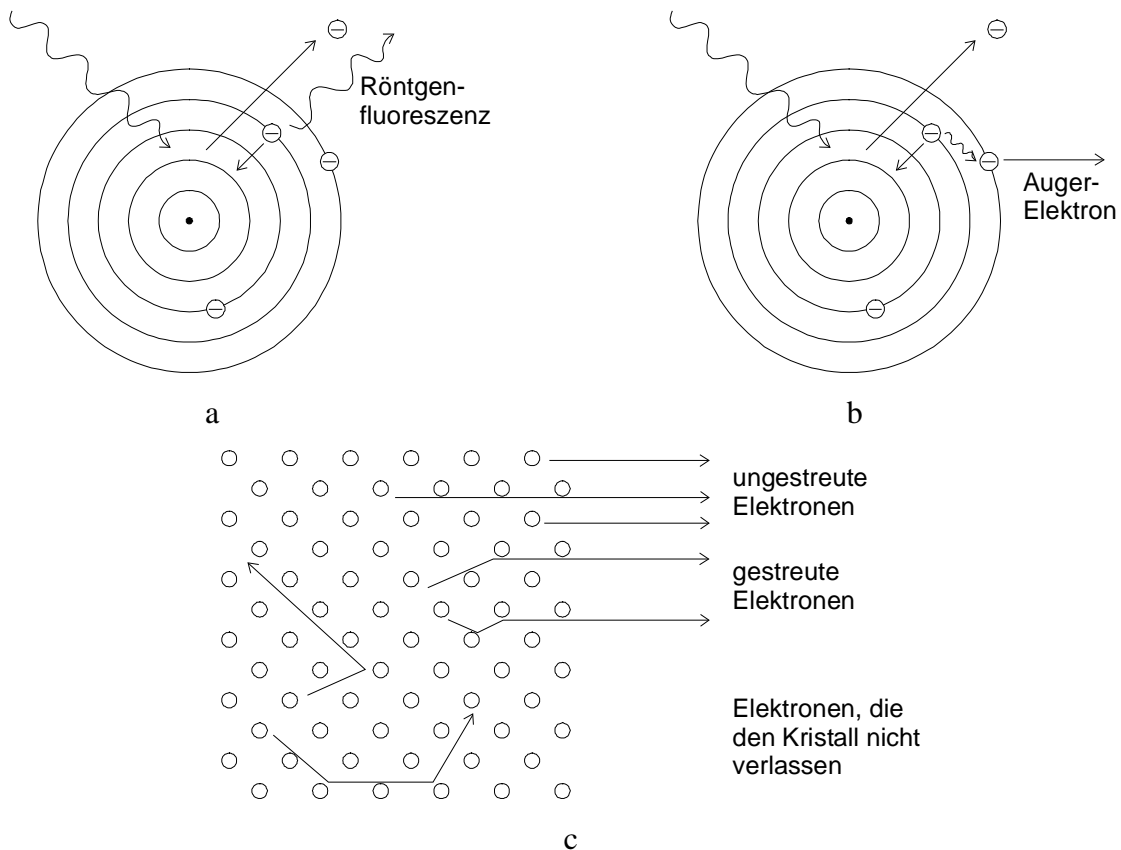 Röntgen-
fluoreszenz
Auger-
Elektron
a
b
ungestreute
Elektronen
gestreute
Elektronen
Elektronen, die
den Kristall nicht
verlassen
c